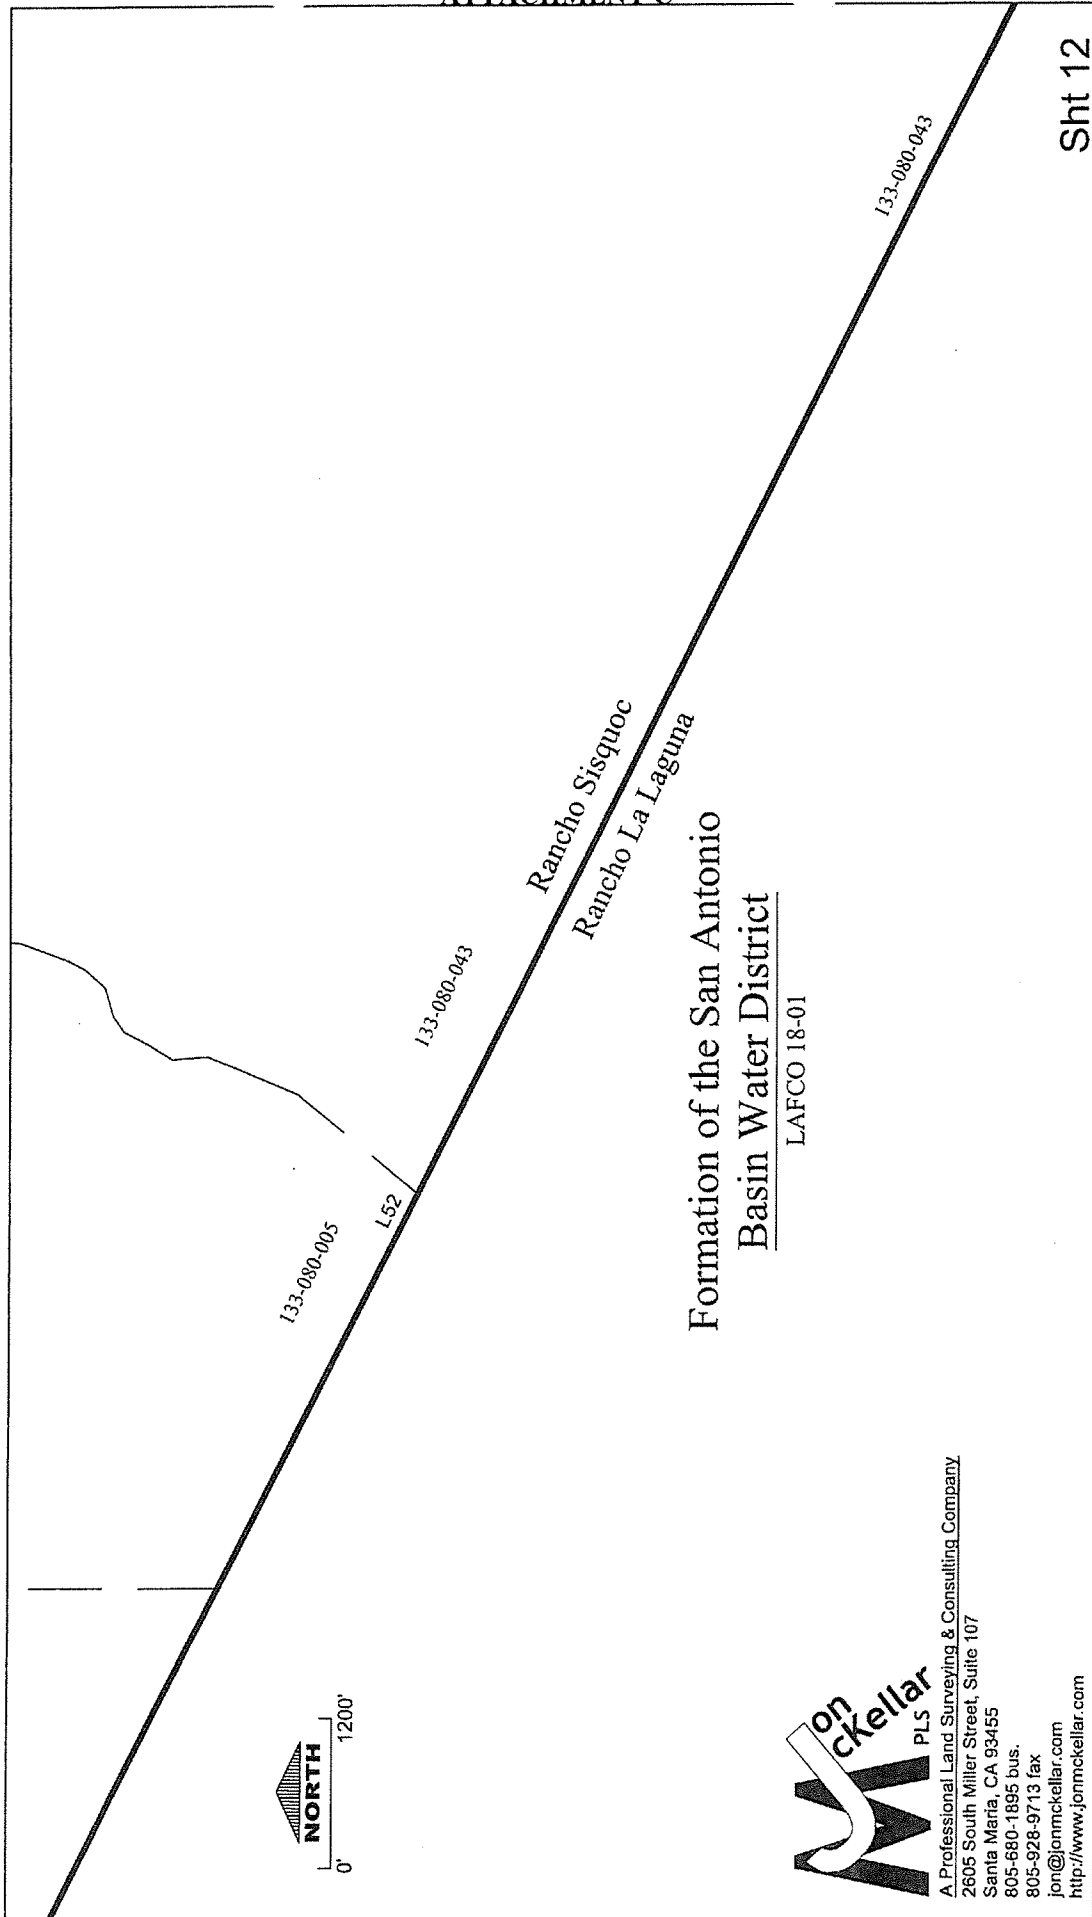 133-080-043
Rancho Sisquoc
Rancho La Laguna
133-080-043
L52
133-080-005
Formation of the San Antonio
Basin Water District
LAFCO 18-01
NORTH
0'
1200'
on
cKellar
PLS
A Professional Land Surveying & Consulting Company
2605 South Miller Street, Suite 107
Santa Maria, CA 93455
805-680-1895 bus.
805-928-9713 fax
jon@jonmckellar.com
http://www.jonmckellar.com
Sht 12